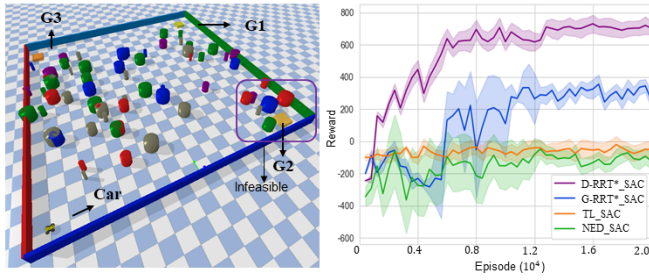 G3
G1
G2
Infeasible
Car
800
600
400
200
0
-200
-400
-600
Reward
D-RRT*_SAC
G-RRT*_SAC
TL_SAC
NED_SAC
0
0.4
0.8
1.2
1.6
2.0
Episode (10⁴)